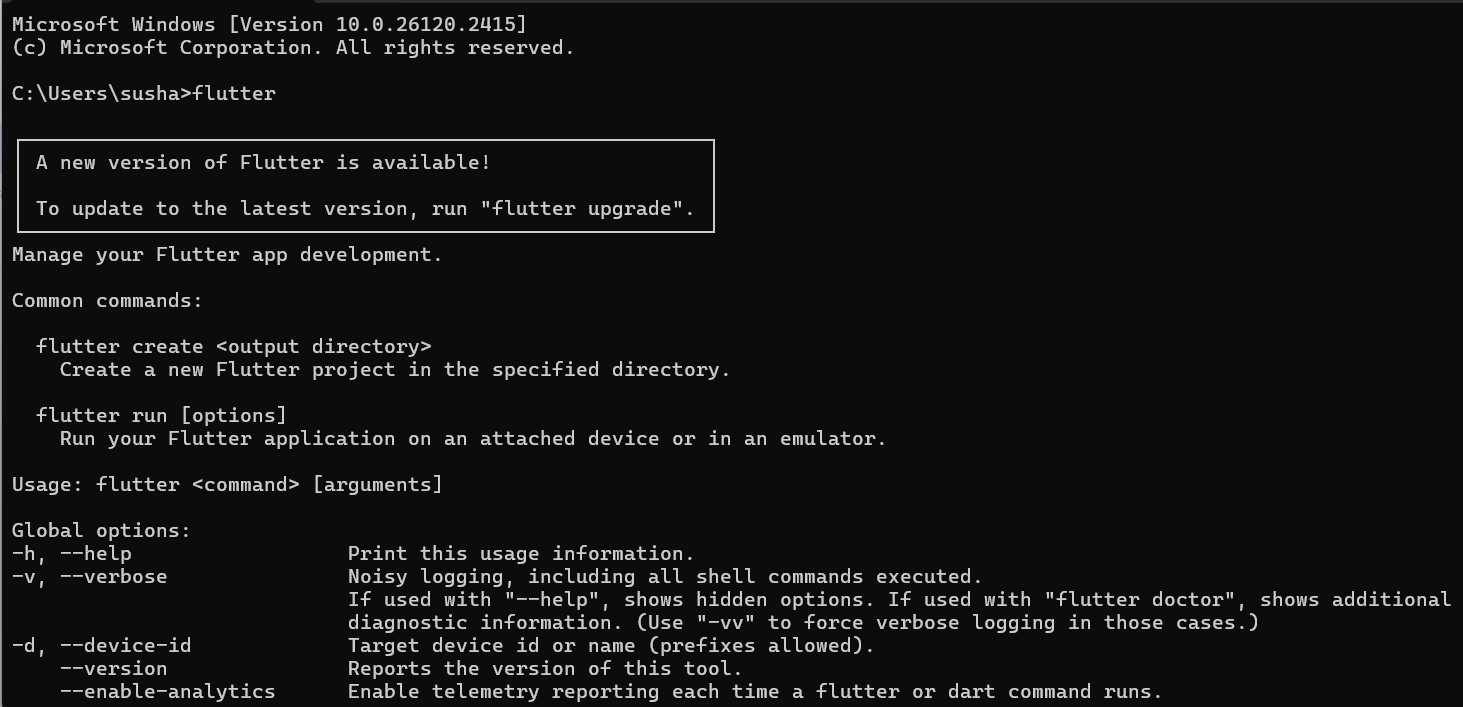 Microsoft Windows [Version 10.0.26120.2415]
(c) Microsoft Corporation. All rights reserved.
C:\Users\susha>flutter
A new version of Flutter is available!
To update to the latest version, run "flutter upgrade".
Manage your Flutter app development.
Common commands:
flutter create <output directory>
Create a new Flutter project in the specified directory.
flutter run [options]
Run your Flutter application on an attached device or in an emulator.
Usage: flutter <command> [arguments]
Global options:
-h, --help Print this usage information.
-v, --verbose Noisy logging, including all shell commands executed.
If used with "--help", shows hidden options. If used with "flutter doctor", shows additional
diagnostic information. (Use "-vv" to force verbose logging in those cases.)
-d, --device-id Target device id or name (prefixes allowed).
--version Reports the version of this tool.
--enable-analytics Enable telemetry reporting each time a flutter or dart command runs.